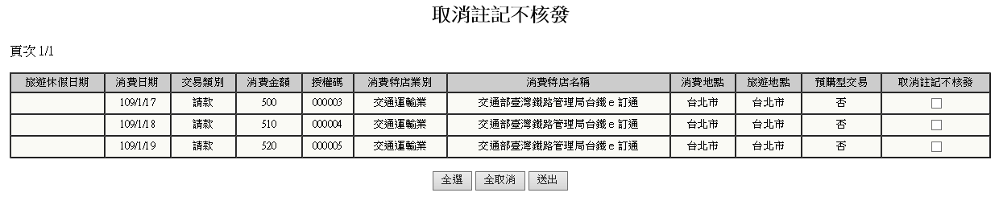 取消註記不核發
頁次 1/1
旅遊休假日期 消費日期 交易類別 消費金額 授權碼 消費特店業別 消費特店名稱 消費地點 旅遊地點 預購型交易 取消註記不核發
109/1/17 請款 500 000003 交通運輸業 交通部臺灣鐵路管理局台鐵ｅ訂通 台北市 台北市 否
109/1/18 請款 510 000004 交通運輸業 交通部臺灣鐵路管理局台鐵ｅ訂通 台北市 台北市 否
109/1/19 請款 520 000005 交通運輸業 交通部臺灣鐵路管理局台鐵ｅ訂通 台北市 台北市 否
全選 全取消 送出